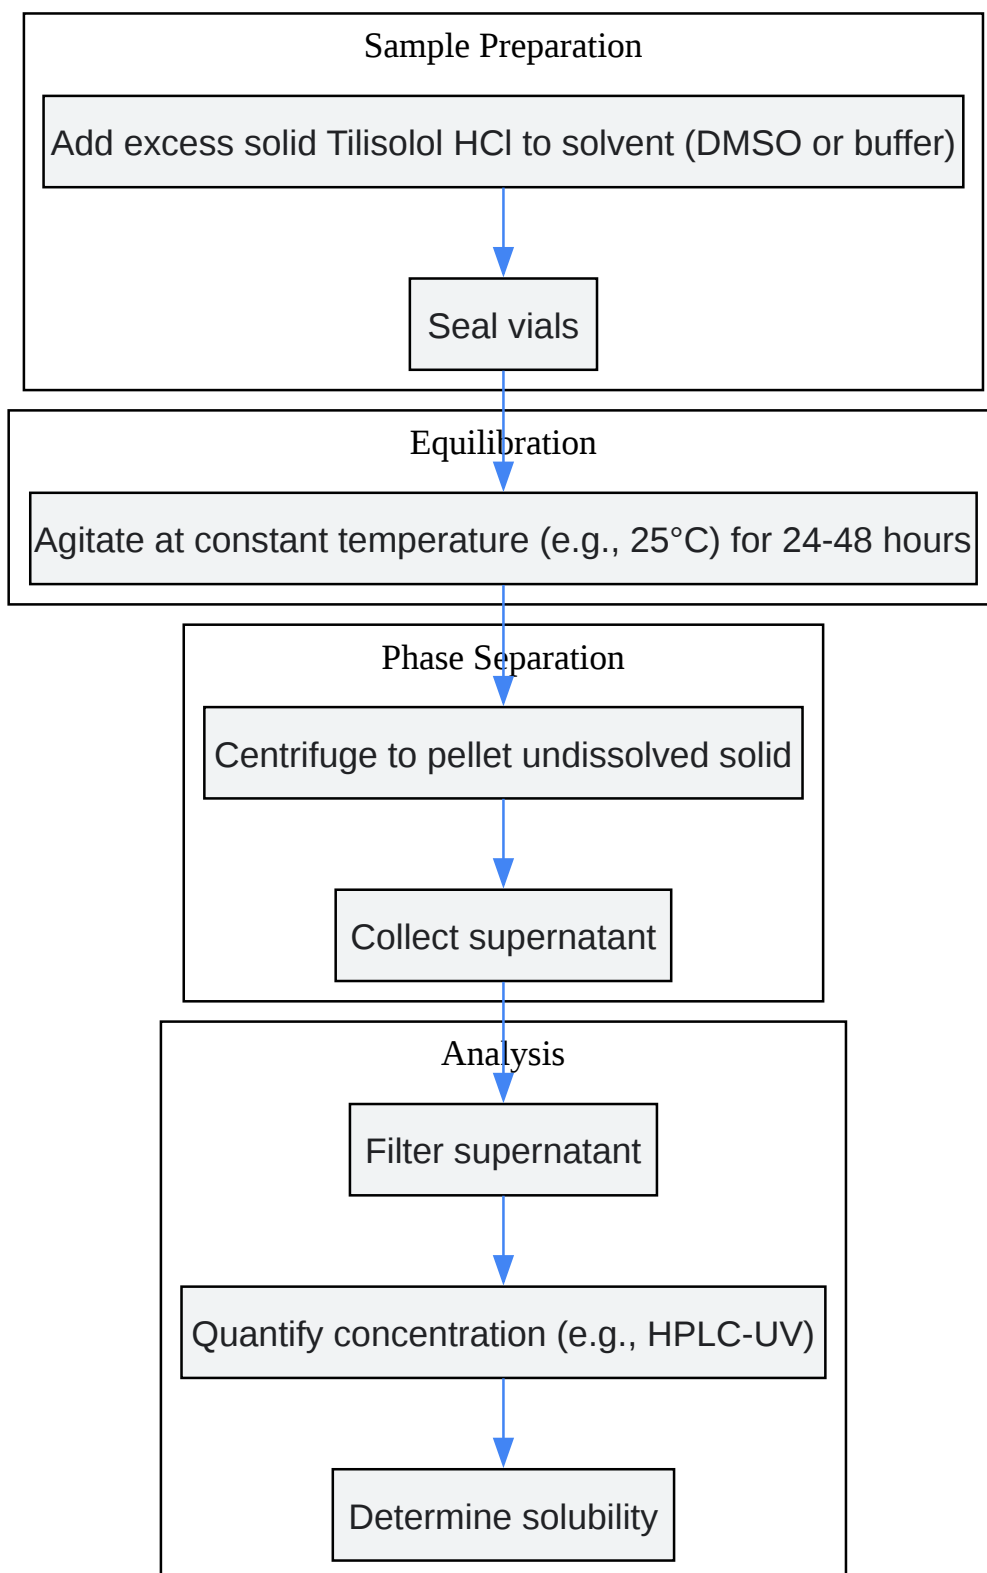 Sample Preparation
Add excess solid Tilisolol HCl to solvent (DMSO or buffer)
Seal vials
Equilibration
Agitate at constant temperature (e.g., 25°C) for 24-48 hours
Phase Separation
Centrifuge to pellet undissolved solid
Collect supernatant
Analysis
Filter supernatant
Quantify concentration (e.g., HPLC-UV)
Determine solubility